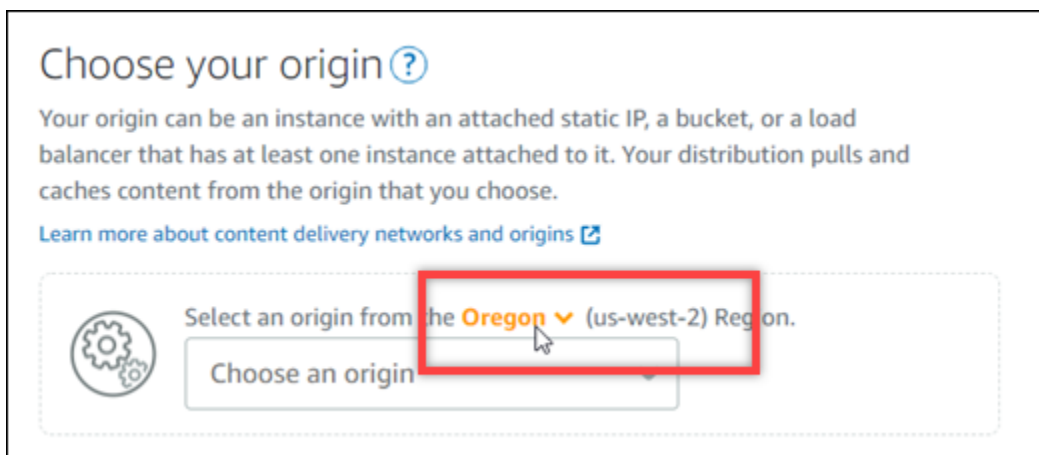 Choose your origin ?
Your origin can be an instance with an attached static IP, a bucket, or a load
balancer that has at least one instance attached to it. Your distribution pulls and
caches content from the origin that you choose.
Learn more about content delivery networks and origins
Select an origin from the Oregon (us-west-2) Region.
Choose an origin